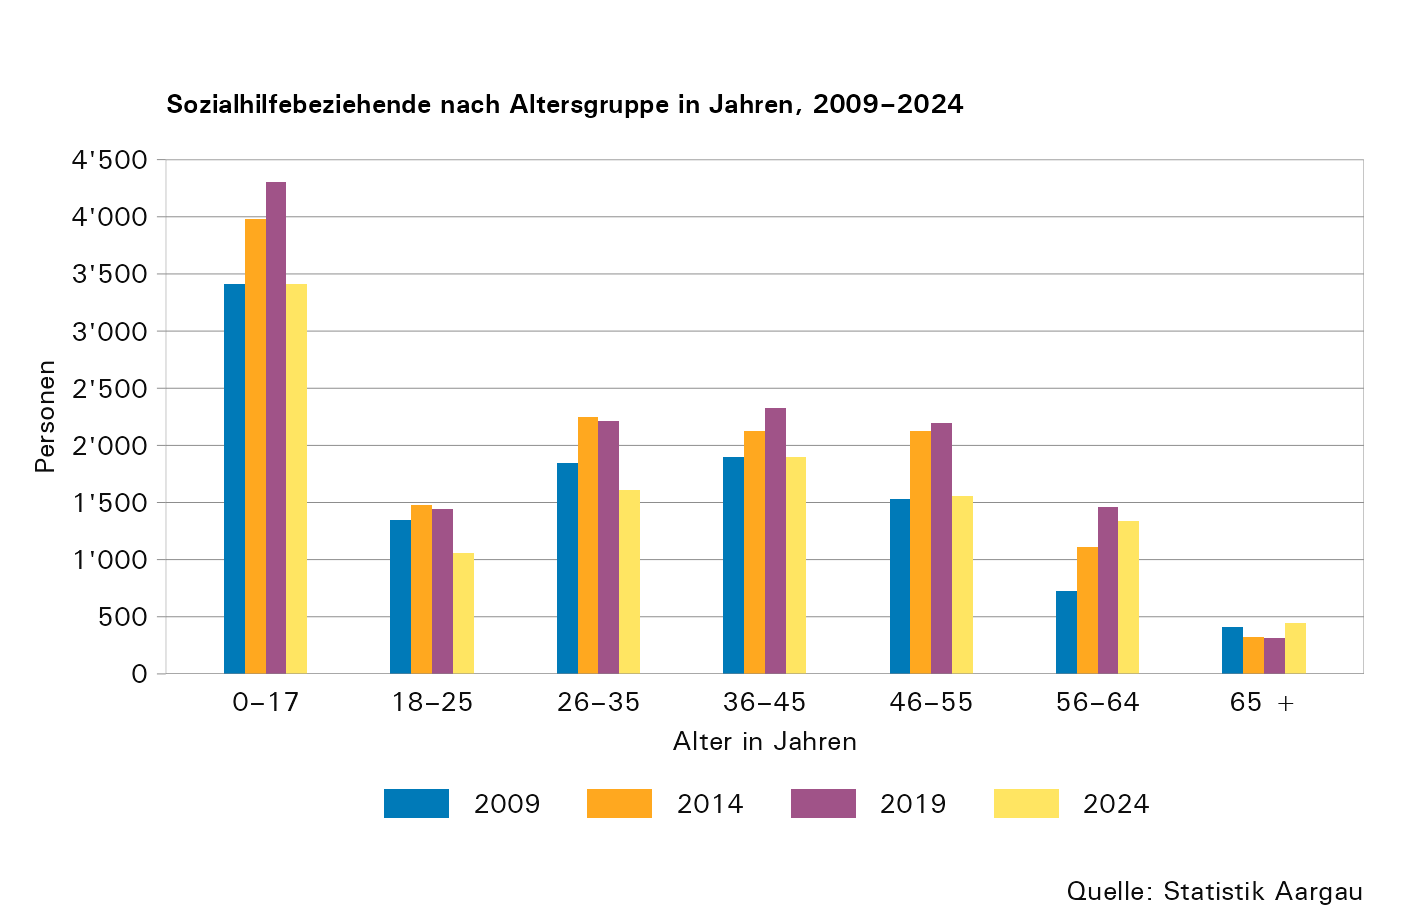 Sozialhilfebeziehende nach Altersgruppe in Jahren, 2009–2024
4'500
4'000
3'500
3'000
2'500
2'000
1'500
1'000
500
0
Personen
0–17 18–25 26–35 36–45 46–55 56–64 65 +
Alter in Jahren
2009 2014 2019 2024
Quelle: Statistik Aargau